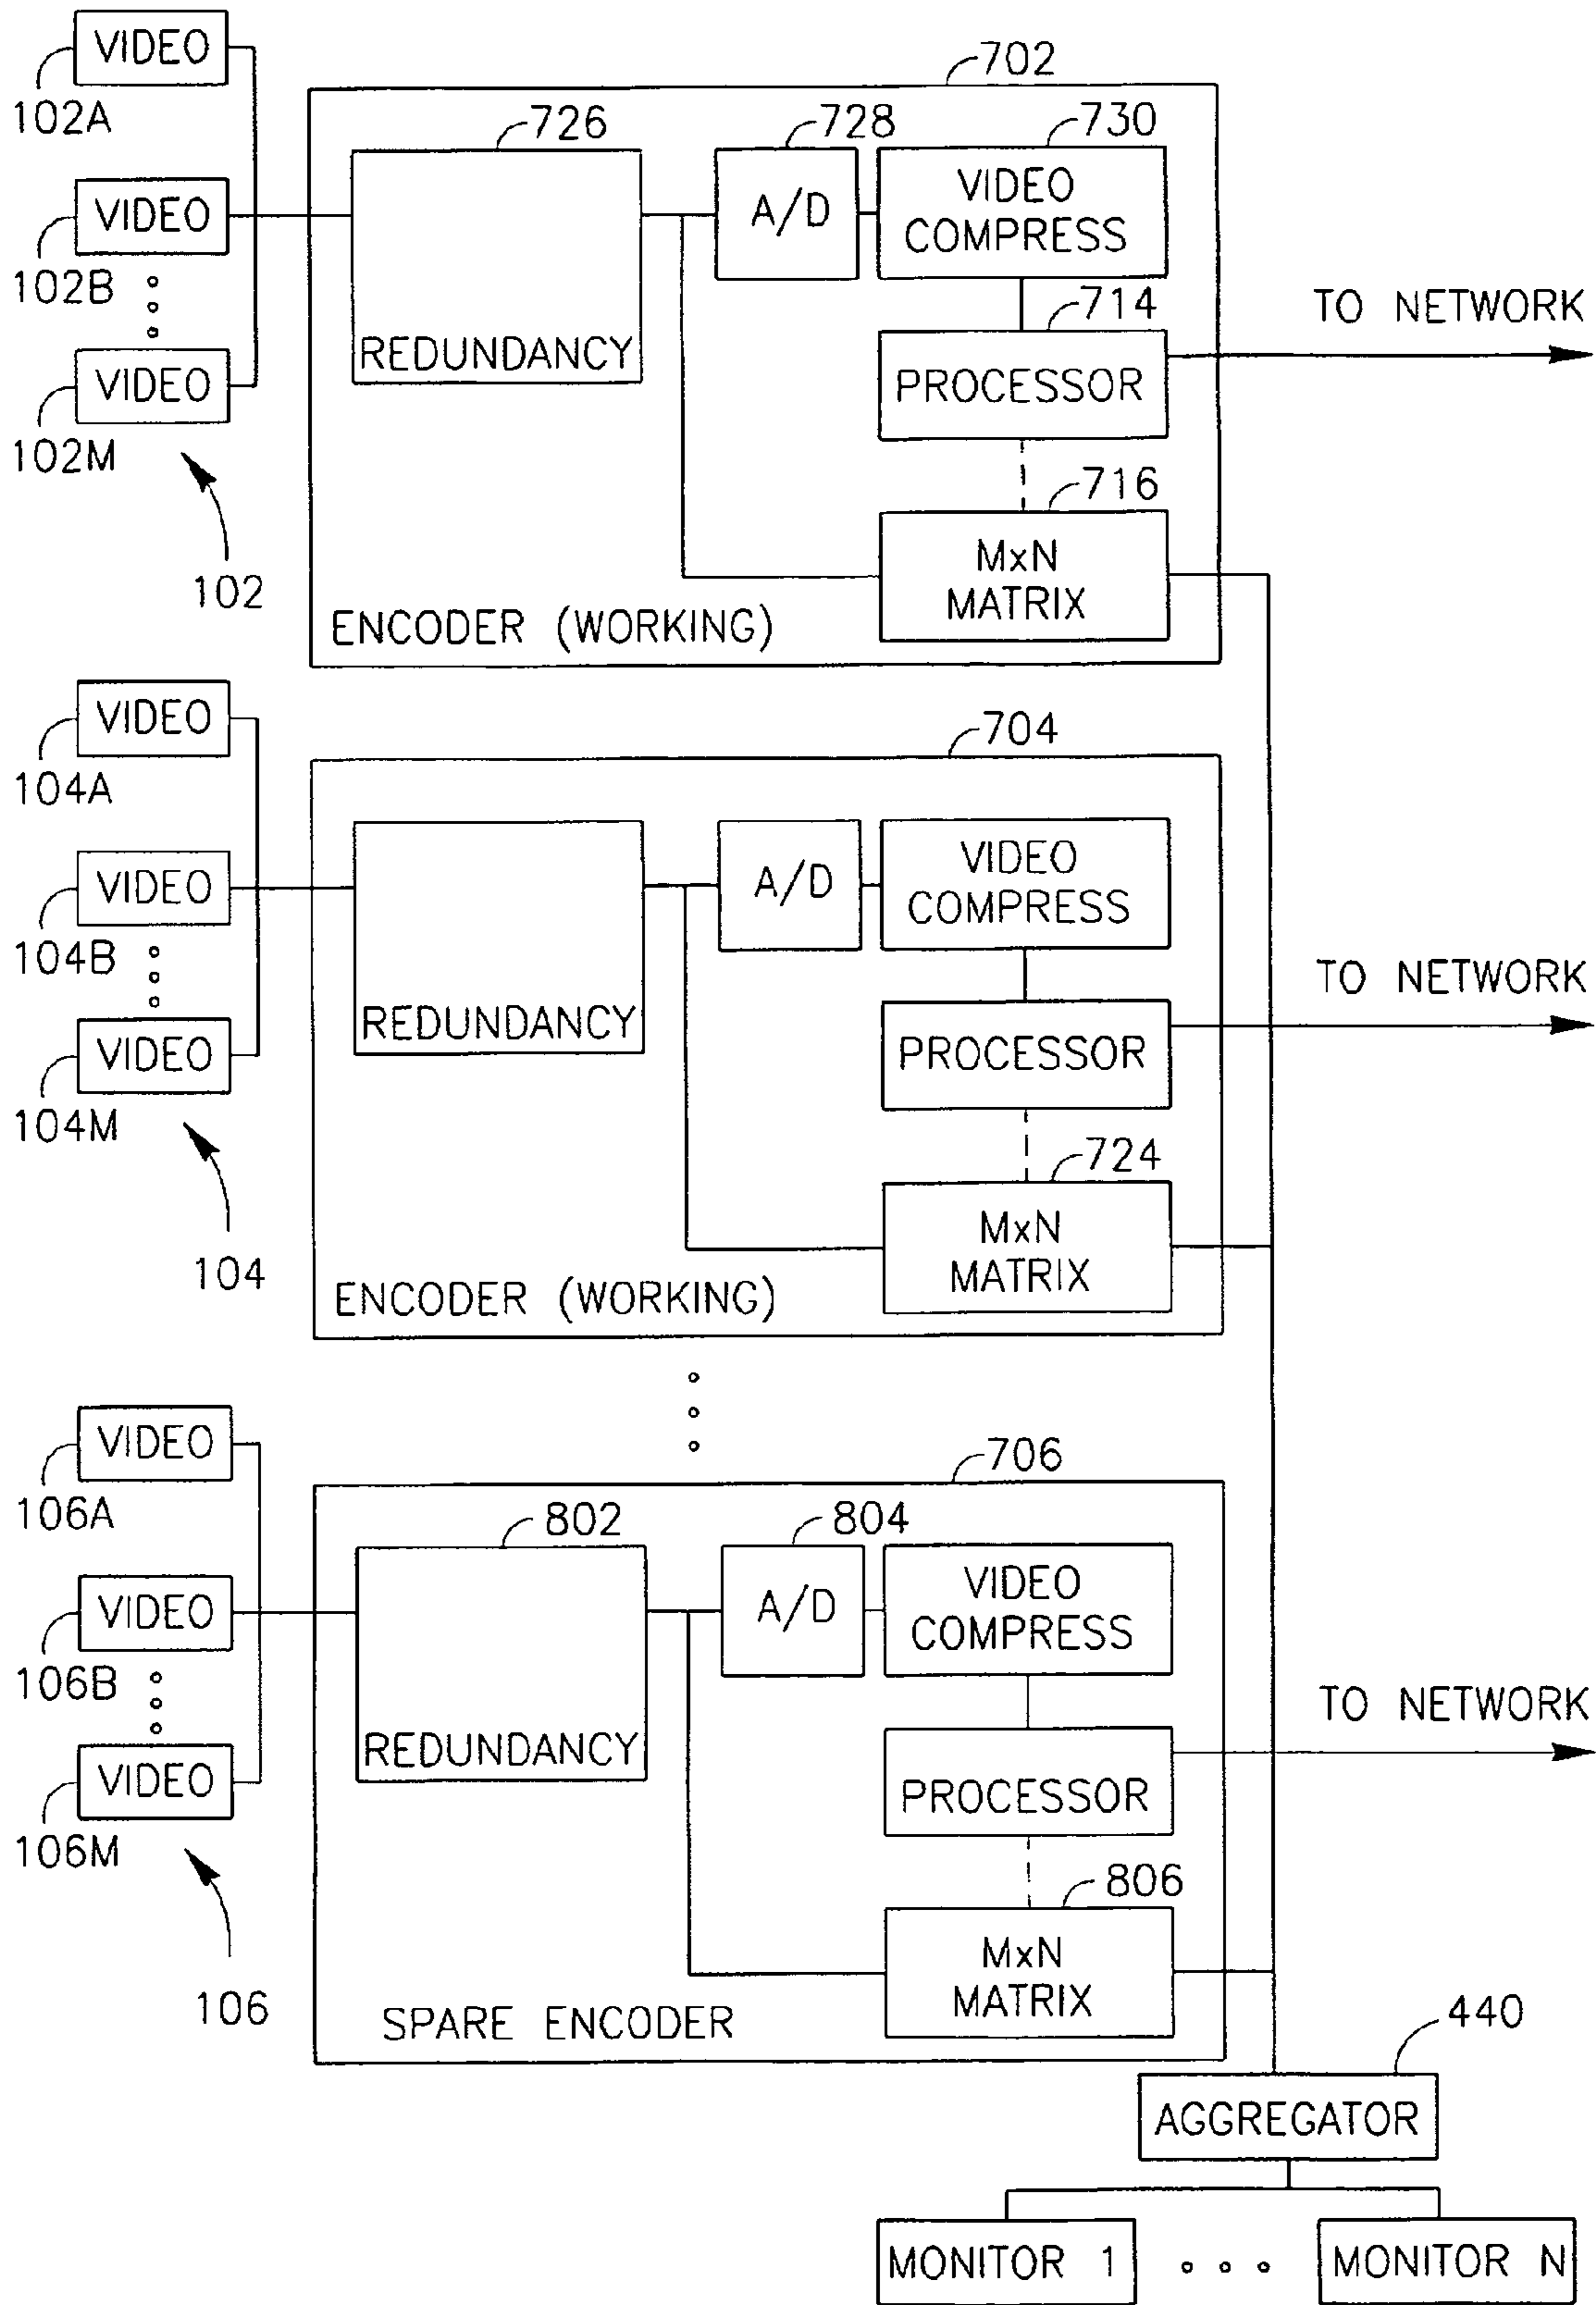 VIDEO
102A
VIDEO
102B
VIDEO
102M
102
702
726
REDUNDANCY
728
A/D
730
VIDEO
COMPRESS
714
PROCESSOR
716
MxN
MATRIX
ENCODER (WORKING)
TO NETWORK
VIDEO
104A
VIDEO
104B
VIDEO
104M
104
704
REDUNDANCY
A/D
VIDEO
COMPRESS
PROCESSOR
724
MxN
MATRIX
ENCODER (WORKING)
TO NETWORK
VIDEO
106A
VIDEO
106B
VIDEO
106M
106
706
802
REDUNDANCY
804
A/D
VIDEO
COMPRESS
PROCESSOR
806
MxN
MATRIX
SPARE ENCODER
TO NETWORK
440
AGGREGATOR
MONITOR 1
MONITOR N